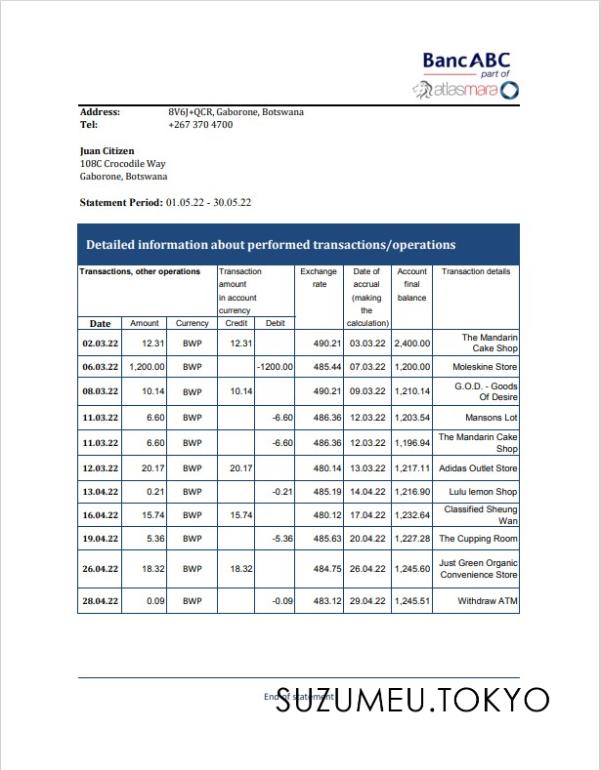 BancABC
part of
atlasmara
Address: 8V6J+QCR, Gaborone, Botswana
Tel: +267 370 4700
Juan Citizen
108C Crocodile Way
Gaborone, Botswana
Statement Period: 01.05.22 - 30.05.22
Detailed information about performed transactions/operations
Transactions, other operations Transaction amount in account currency Exchange rate Date of accrual (making the calculation) Account final balance Transaction details
Date Amount Currency Credit Debit
02.03.22 12.31 BWP 12.31 490.21 03.03.22 2,400.00 The Mandarin Cake Shop
06.03.22 1,200.00 BWP -1200.00 485.44 07.03.22 1,200.00 Moleskine Store
08.03.22 10.14 BWP 10.14 490.21 09.03.22 1,210.14 G.O.D. - Goods Of Desire
11.03.22 6.60 BWP -6.60 486.36 12.03.22 1,203.54 Mansons Lot
11.03.22 6.60 BWP -6.60 486.36 12.03.22 1,196.94 The Mandarin Cake Shop
12.03.22 20.17 BWP 20.17 480.14 13.03.22 1,217.11 Adidas Outlet Store
13.04.22 0.21 BWP -0.21 485.19 14.04.22 1,216.90 Lulu lemon Shop
16.04.22 15.74 BWP 15.74 480.12 17.04.22 1,232.64 Classified Sheung Wan
19.04.22 5.36 BWP -5.36 485.63 20.04.22 1,227.28 The Cupping Room
26.04.22 18.32 BWP 18.32 484.75 26.04.22 1,245.60 Just Green Organic Convenience Store
28.04.22 0.09 BWP -0.09 483.12 29.04.22 1,245.51 Withdraw ATM
End of statement
SUZUMEU.TOKYO